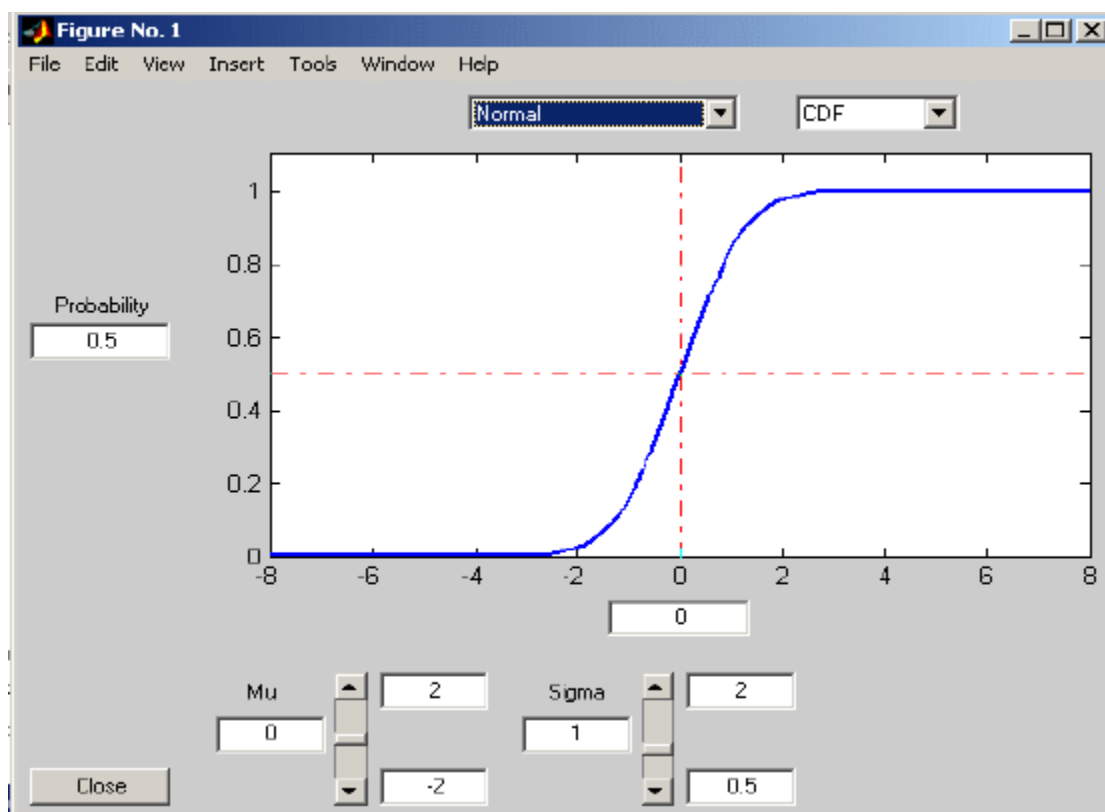 Figure No. 1
File Edit View Insert Tools Window Help
Normal CDF
1
0.8
0.6
0.4
0.2
0
Probability
0.5
-8 -6 -4 -2 0 2 4 6 8
0
Mu 2 Sigma 2
0 1
-2 0.5
Close